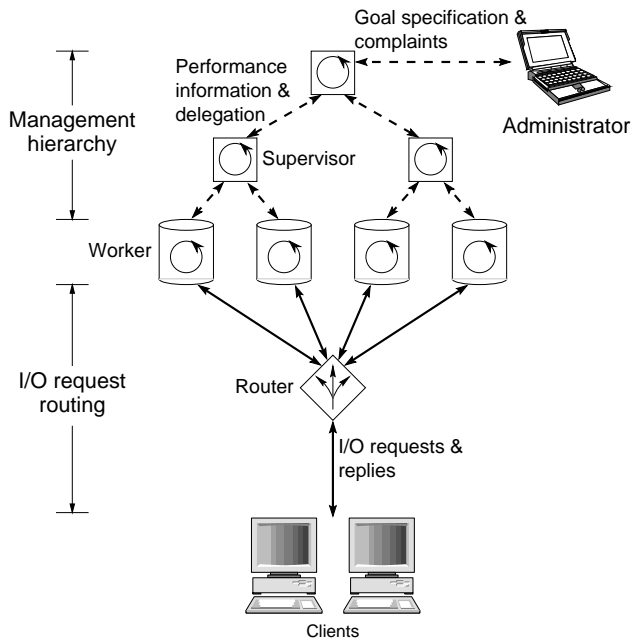 Goal specification &
complaints
Performance
information &
delegation
Administrator
Management
hierarchy
Supervisor
Worker
Router
I/O request
routing
I/O requests &
replies
Clients